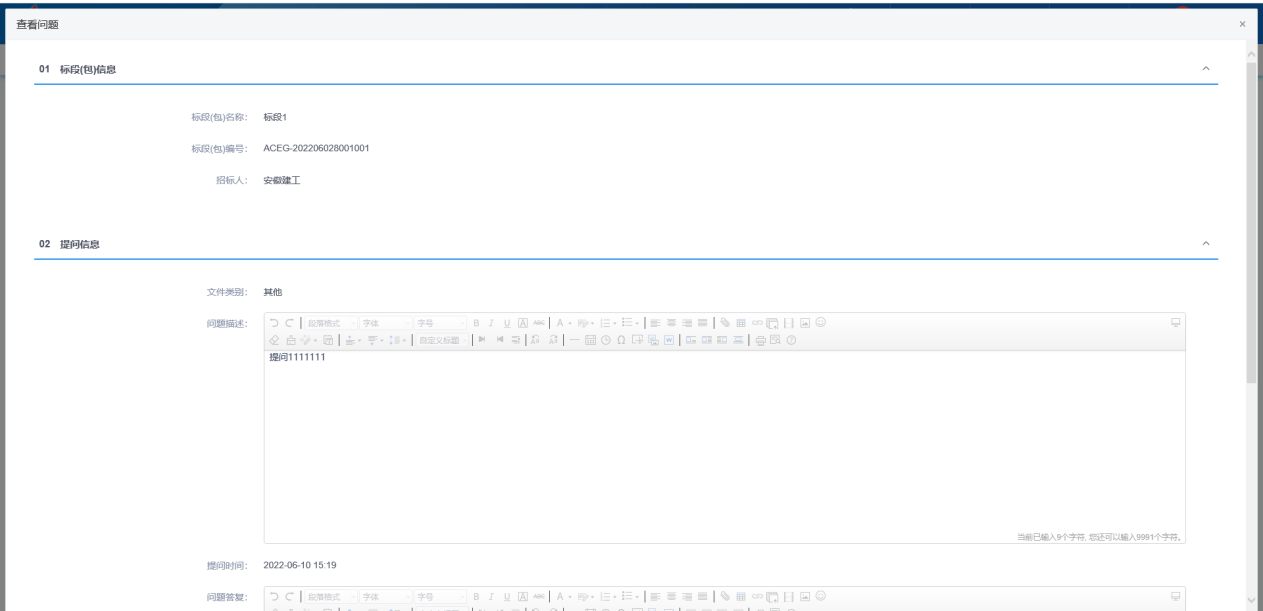 查看问题
×
01 标段(包)信息
标段(包)名称： 标段1
标段(包)编号： ACEG-202206028001001
招标人： 安徽建工
02 提问信息
文件类别： 其他
问题描述：
段落格式 字体 字号 B I U A ABC A
自定义标题
提问1111111
当前已输入9个字符, 您还可以输入9991个字符。
提问时间： 2022-06-10 15:19
问题答复：
段落格式 字体 字号 B I U A ABC A